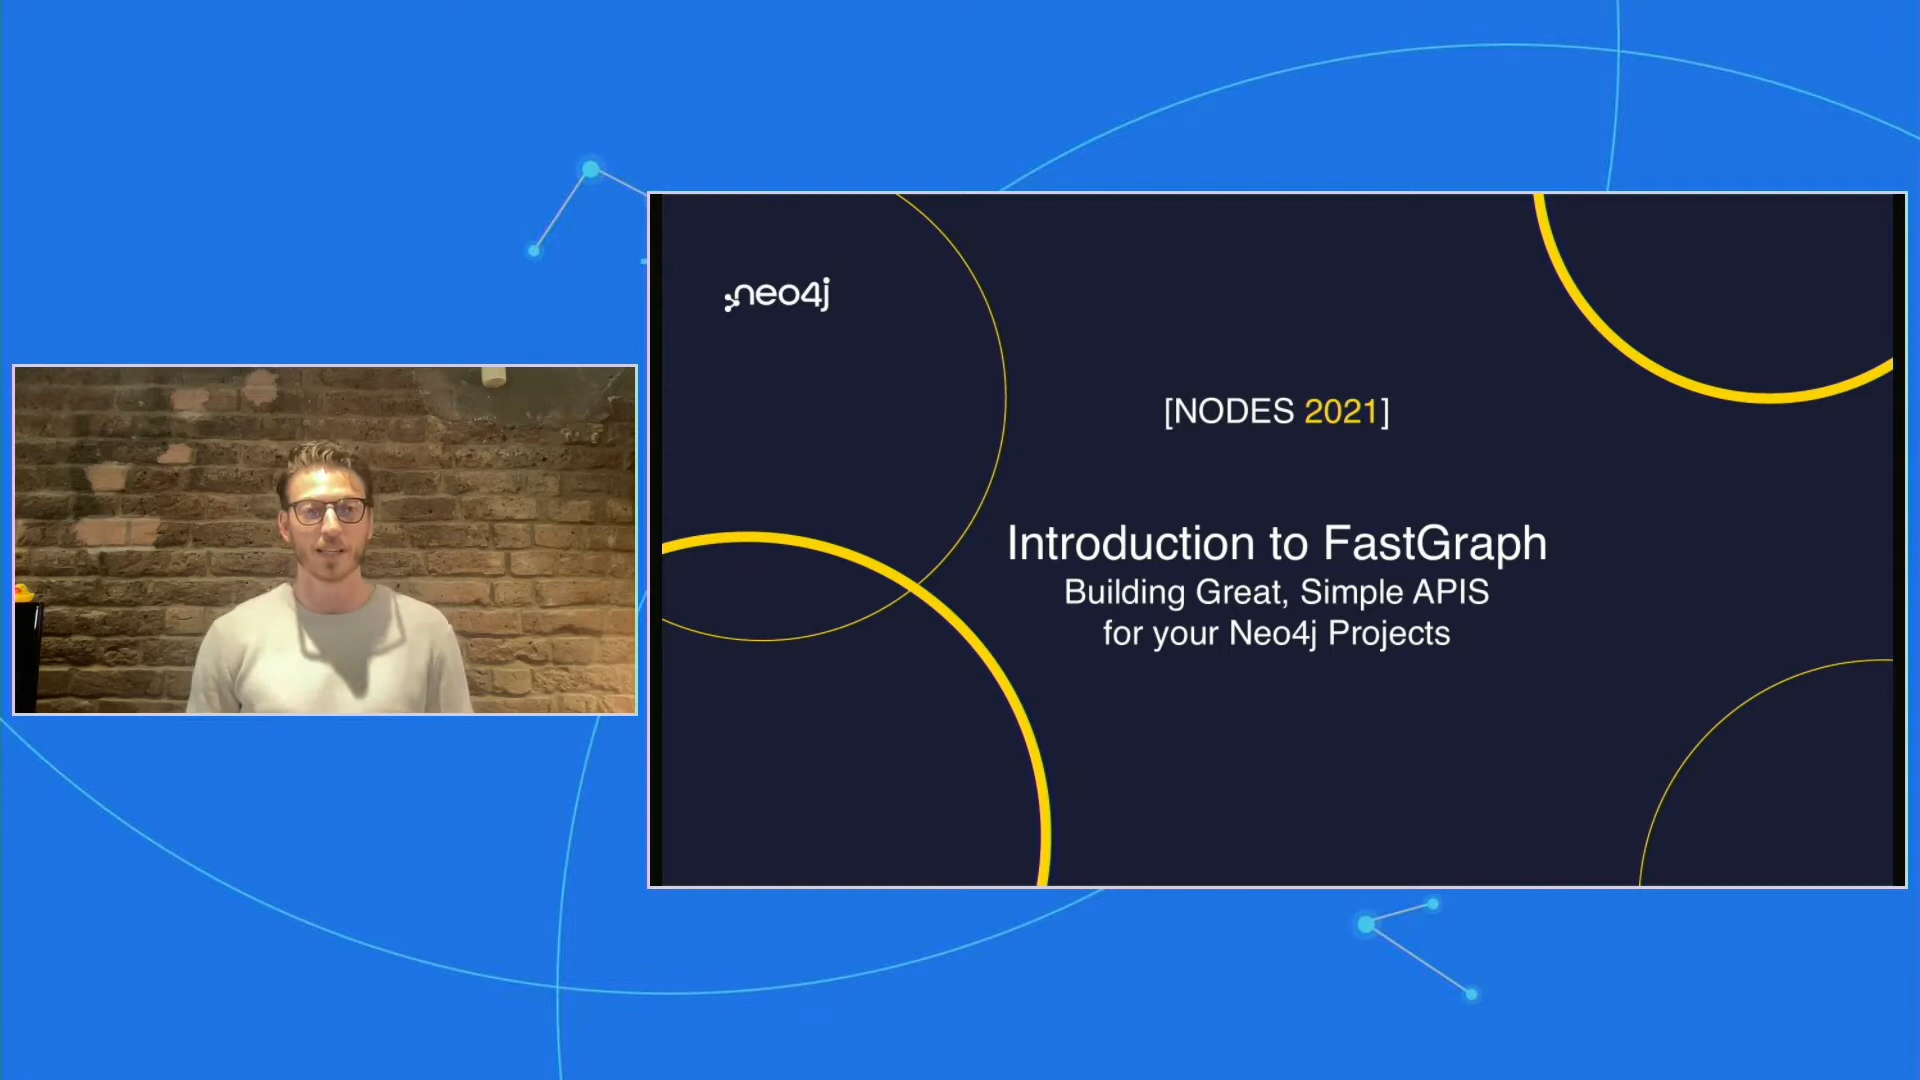 neo4j
[NODES 2021]
Introduction to FastGraph
Building Great, Simple APIS
for your Neo4j Projects